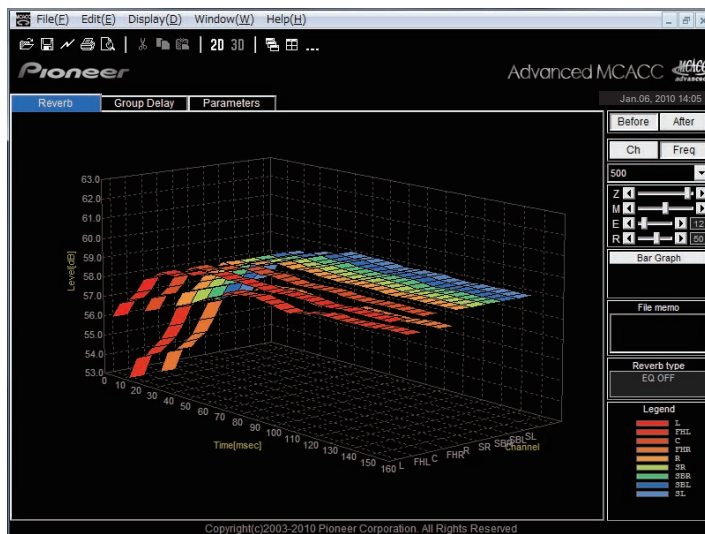 File(F) Edit(E) Display(D) Window(W) Help(H)
2D 3D ...
Pioneer
Advanced MCACC
MCACC
advanced
Reverb Group Delay Parameters
Jan.06, 2010 14:05
Before After
Ch Freq
500
Z
M
E 12
R 50
Bar Graph
File memo
Reverb type
EQ OFF
Legend
L
FHL
C
FHR
R
SR
SBR
SBL
SL
Level[dB]
63.0
62.0
61.0
60.0
59.0
58.0
57.0
56.0
55.0
54.0
53.0
0 10 20 30 40 50 60 70 80 90 100 110 120 130 140 150 160
Time[msec]
L FHL C FHR R SR SBR SBL SL
Channel
Copyright(c)2003-2010 Pioneer Corporation. All Rights Reserved